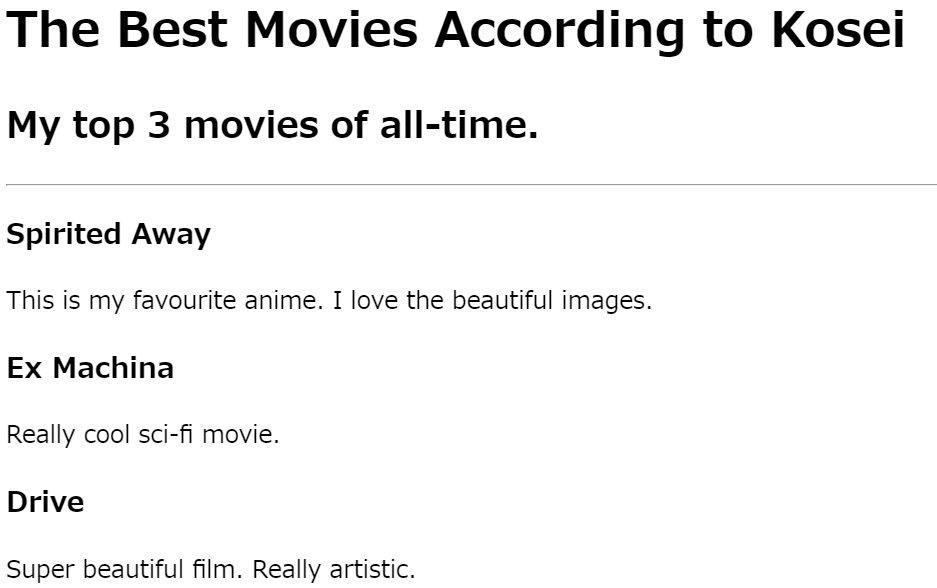 The Best Movies According to Kosei
My top 3 movies of all-time.
Spirited Away
This is my favourite anime. I love the beautiful images.
Ex Machina
Really cool sci-fi movie.
Drive
Super beautiful film. Really artistic.